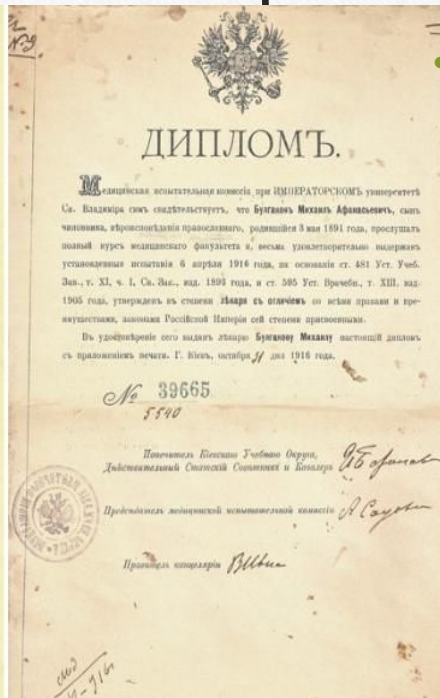 № 9
ДИПЛОМЪ.
Медицинская испытательная комиссія при ИМПЕРАТОРСКОМЪ университетѣ
Св. Владиміра симъ свидѣтельствуетъ, что Булгаковъ Михаилъ Афанасьевичъ, сынъ
чиновника, вѣроисповѣданія православнаго, родившійся 3 мая 1891 года, прослушалъ
полный курсъ медицинскаго факультета и, весьма удовлетворительно выдержавъ
установленныя испытанія 6 апрѣля 1916 года, на основаніи ст. 481 Уст. Учеб.
Зав., т. XI, ч. I, Св. Зак., изд. 1893 года, и ст. 595 Уст. Врачебн., т. XIII, изд.
1905 года, утвержденъ въ степени лѣкаря съ отличіемъ со всѣми правами и пре-
имуществами, законами Россійской Имперіи сей степени присвоенными.
Въ удостовѣреніе сего выданъ лѣкарю Булгакову Михаилу настоящій дипломъ
съ приложеніемъ печати. Г. Кіевъ, октября 31 дня 1916 года.
№ 39665
5540
Попечитель Кіевскаго Учебнаго Округа,
Дѣйствительный Статскій Совѣтникъ и Кавалеръ
Предсѣдатель медицинской испытательной комиссіи
Правитель канцеляріи